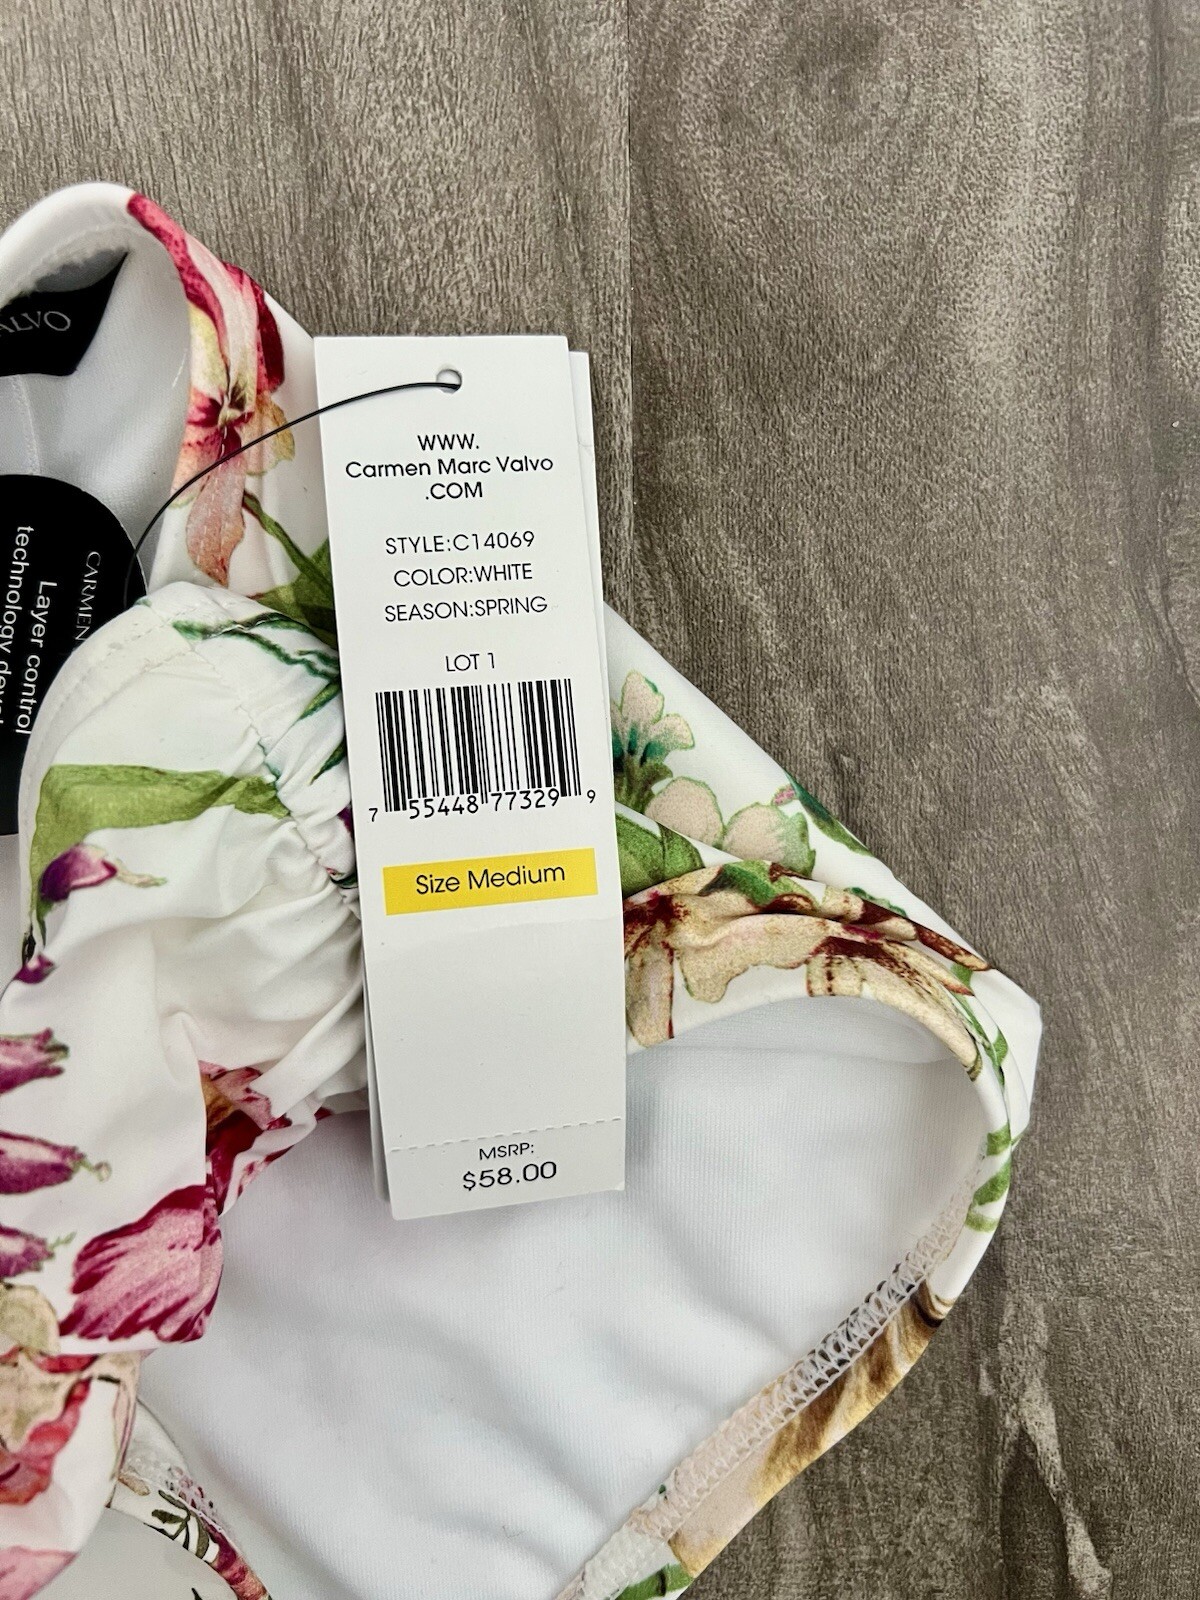 ALVO
WWW.
Carmen Marc Valvo
.COM
STYLE:C14069
COLOR:WHITE
SEASON:SPRING
LOT 1
7 55448 77329 9
Size Medium
MSRP:
$58.00
CARMEN
Layer control
technology